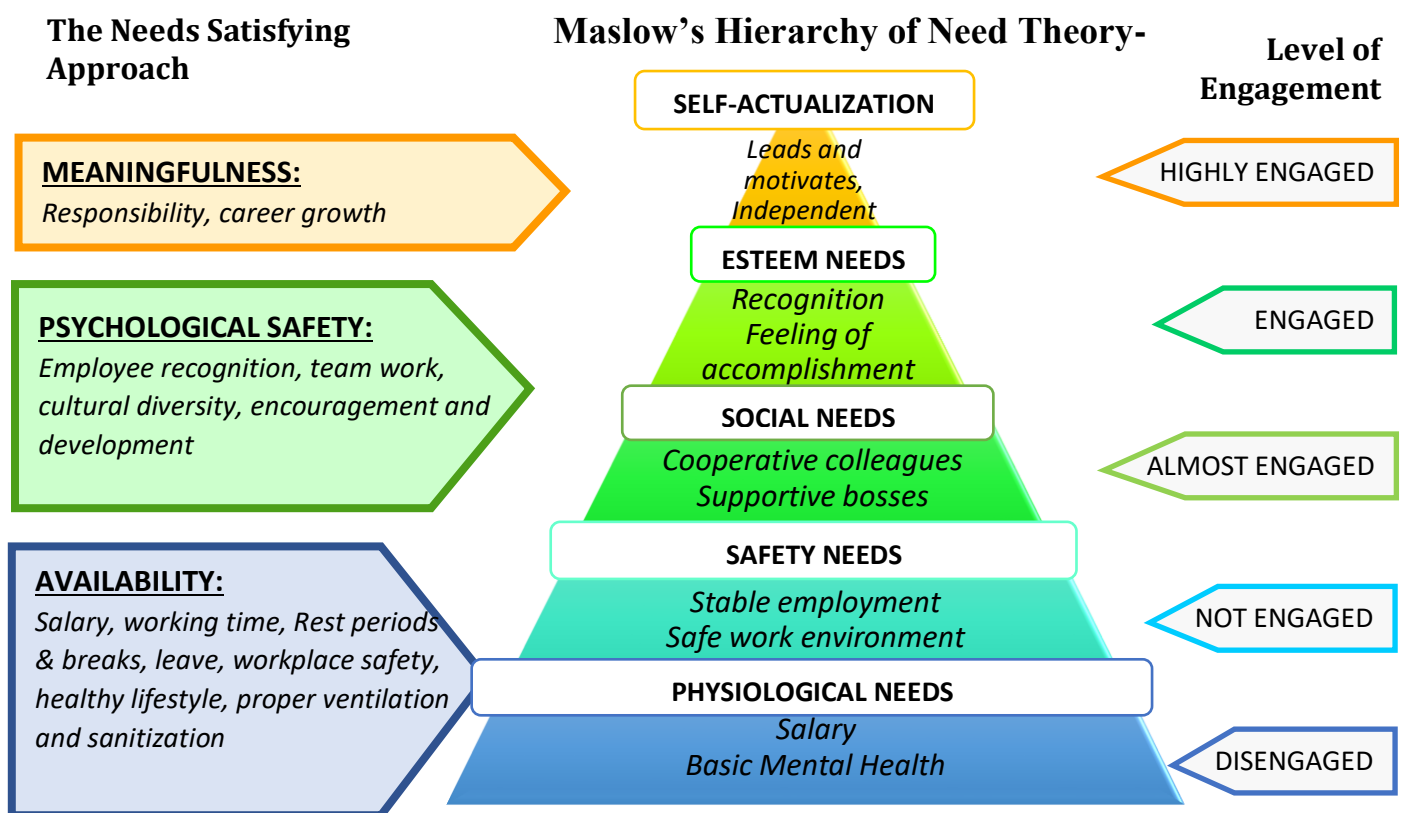 The Needs Satisfying
Approach
Maslow's Hierarchy of Need Theory-
Level of
Engagement
MEANINGFULNESS:
Responsibility, career growth
PSYCHOLOGICAL SAFETY:
Employee recognition, team work,
cultural diversity, encouragement and
development
AVAILABILITY:
Salary, working time, Rest periods
& breaks, leave, workplace safety,
healthy lifestyle, proper ventilation
and sanitization
SELF-ACTUALIZATION
Leads and
motivates,
Independent
ESTEEM NEEDS
Recognition
Feeling of
accomplishment
SOCIAL NEEDS
Cooperative colleagues
Supportive bosses
SAFETY NEEDS
Stable employment
Safe work environment
PHYSIOLOGICAL NEEDS
Salary
Basic Mental Health
HIGHLY ENGAGED
ENGAGED
ALMOST ENGAGED
NOT ENGAGED
DISENGAGED